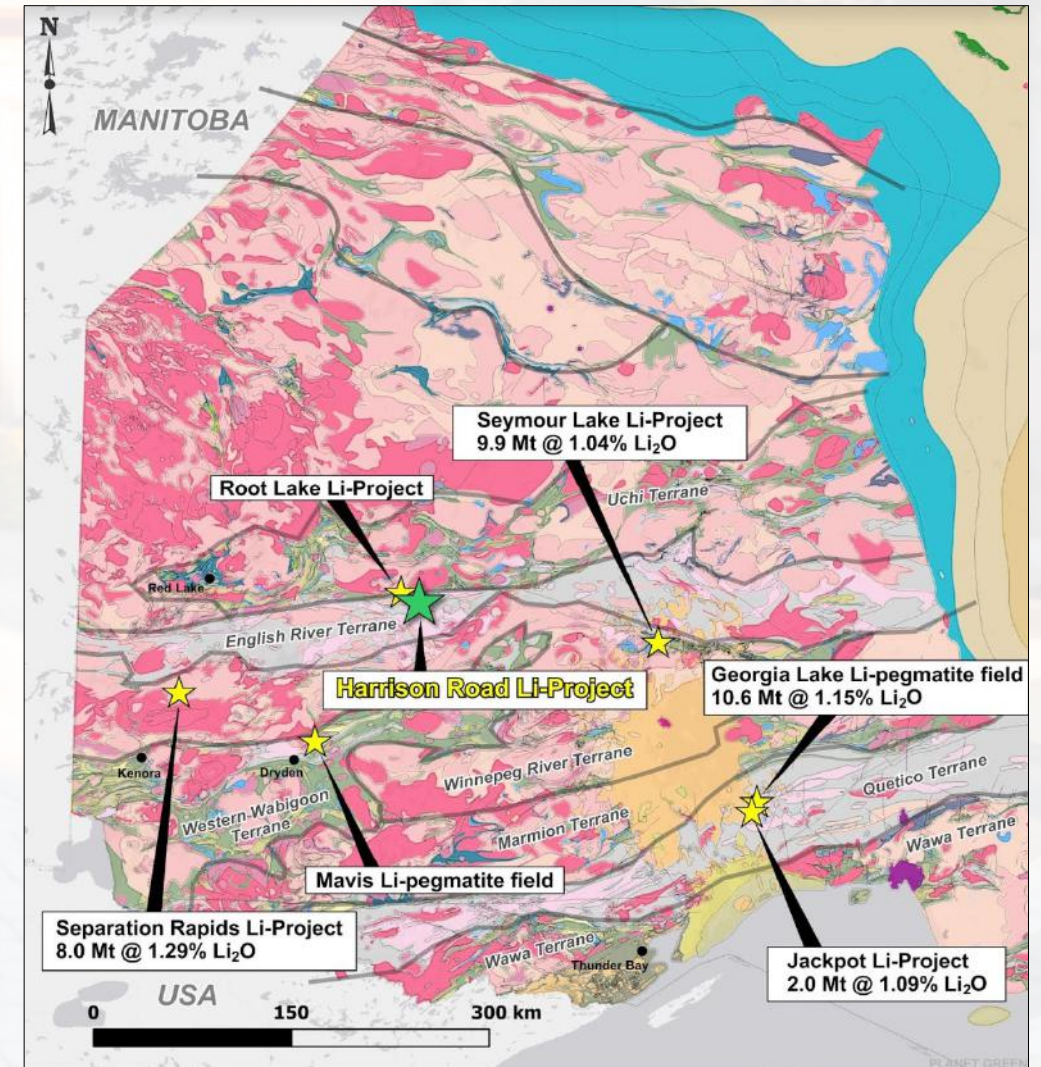 N
MANITOBA
Seymour Lake Li-Project
9.9 Mt @ 1.04% Li₂O
Root Lake Li-Project
Uchi Terrane
Red Lake
English River Terrane
Harrison Road Li-Project
Georgia Lake Li-pegmatite field
10.6 Mt @ 1.15% Li₂O
Kenora
Dryden
Winnepeg River Terrane
Quetico Terrane
Western-Wabigoon
Terrane
Marmion Terrane
Wawa Terrane
Mavis Li-pegmatite field
Separation Rapids Li-Project
8.0 Mt @ 1.29% Li₂O
Wawa Terrane
Thunder Bay
Jackpot Li-Project
2.0 Mt @ 1.09% Li₂O
USA
0 150 300 km
PLANET GREEN